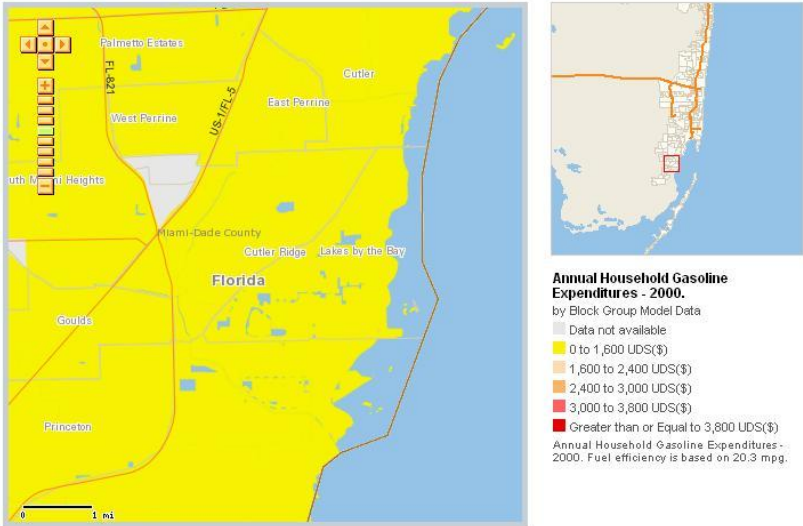 Palmetto Estates
FL-821
Cutler
East Perrine
West Perrine
US-1/FL-5
uth Miami Heights
Miami-Dade County
Cutler Ridge
Lakes by the Bay
Florida
Goulds
Princeton
0 1 mi
Annual Household Gasoline
Expenditures - 2000.
by Block Group Model Data
Data not available
0 to 1,600 UDS($)
1,600 to 2,400 UDS($)
2,400 to 3,000 UDS($)
3,000 to 3,800 UDS($)
Greater than or Equal to 3,800 UDS($)
Annual Household Gasoline Expenditures -
2000. Fuel efficiency is based on 20.3 mpg.